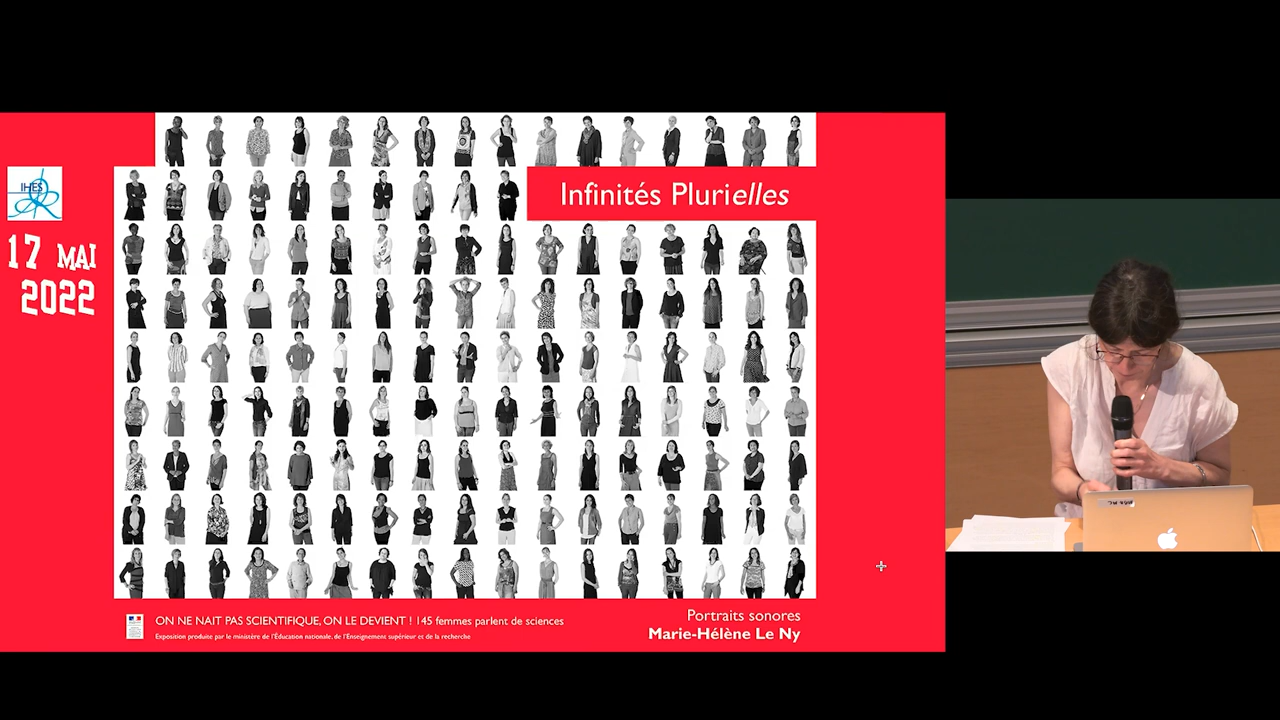 Infinités Plurielles
IHES
17 MAI
2022
ON NE NAIT PAS SCIENTIFIQUE, ON LE DEVIENT ! 145 femmes parlent de sciences
Exposition produite par le ministère de l'Éducation nationale, de l'Enseignement supérieur et de la recherche
Portraits sonores
Marie-Hélène Le Ny